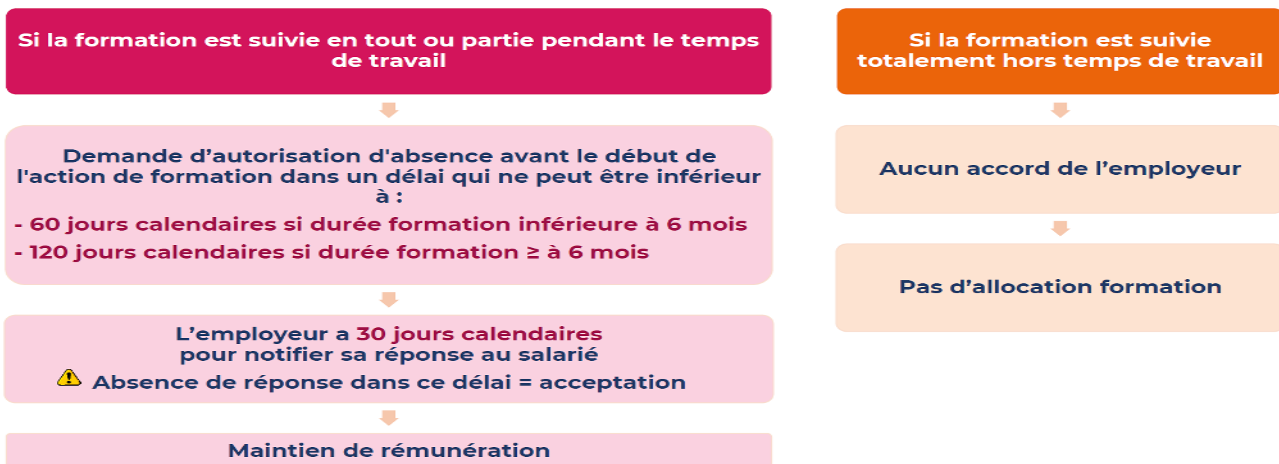 Si la formation est suivie en tout ou partie pendant le temps
de travail
Demande d’autorisation d'absence avant le début de
l'action de formation dans un délai qui ne peut être inférieur
à :
- 60 jours calendaires si durée formation inférieure à 6 mois
- 120 jours calendaires si durée formation ≥ à 6 mois
L’employeur a 30 jours calendaires
pour notifier sa réponse au salarié
Absence de réponse dans ce délai = acceptation
Maintien de rémunération
Si la formation est suivie
totalement hors temps de travail
Aucun accord de l’employeur
Pas d’allocation formation